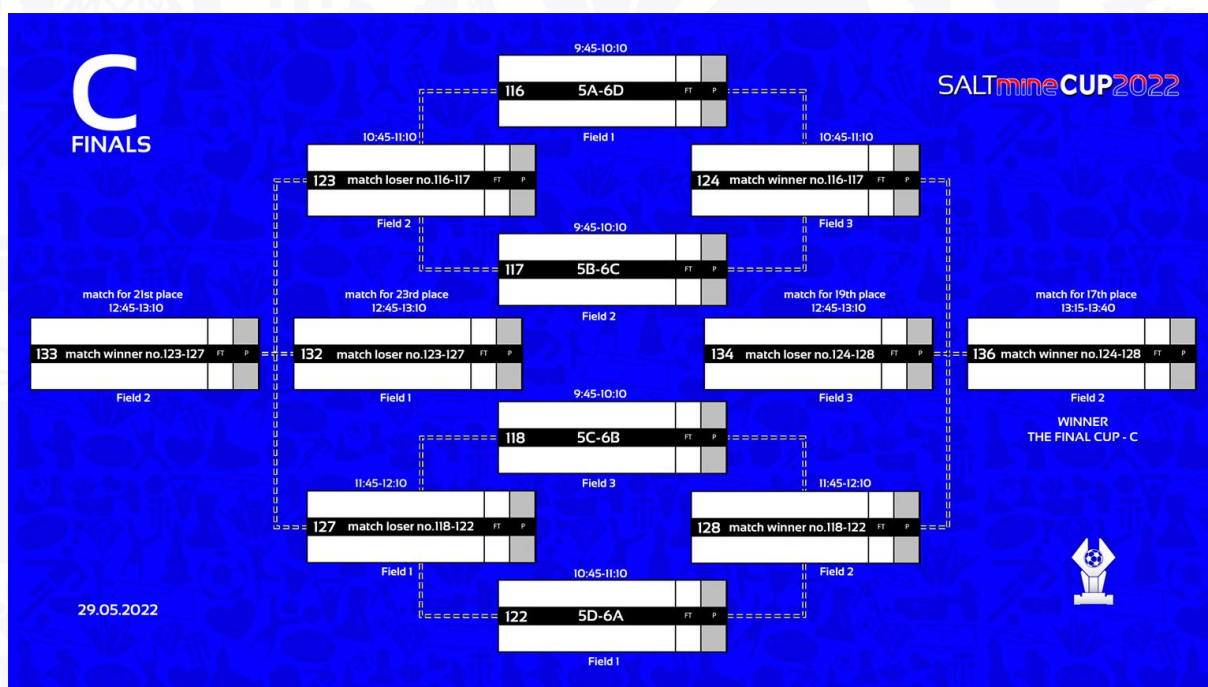 C
FINALS
SALTmineCUP2022
9:45-10:10
116 5A-6D FT P
Field 1
10:45-11:10
123 match loser no.116-117 FT P
Field 2
10:45-11:10
124 match winner no.116-117 FT P
Field 3
9:45-10:10
117 5B-6C FT P
Field 2
match for 21st place
12:45-13:10
133 match winner no.123-127 FT P
Field 2
match for 23rd place
12:45-13:10
132 match loser no.123-127 FT P
Field 1
match for 19th place
12:45-13:10
134 match loser no.124-128 FT P
Field 3
match for 17th place
13:15-13:40
136 match winner no.124-128 FT P
Field 2
WINNER
THE FINAL CUP - C
9:45-10:10
118 5C-6B FT P
Field 3
11:45-12:10
127 match loser no.118-122 FT P
Field 1
11:45-12:10
128 match winner no.118-122 FT P
Field 2
10:45-11:10
122 5D-6A FT P
Field 1
29.05.2022